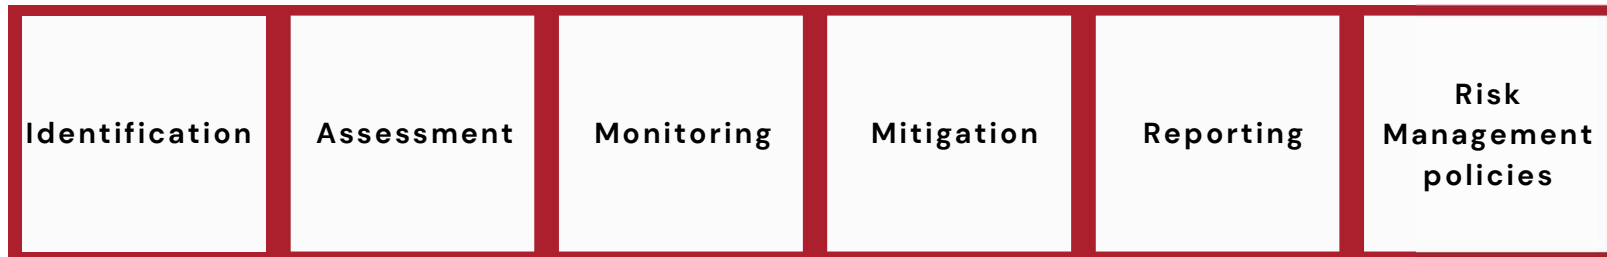 Identification
Assessment
Monitoring
Mitigation
Reporting
Risk
Management
policies